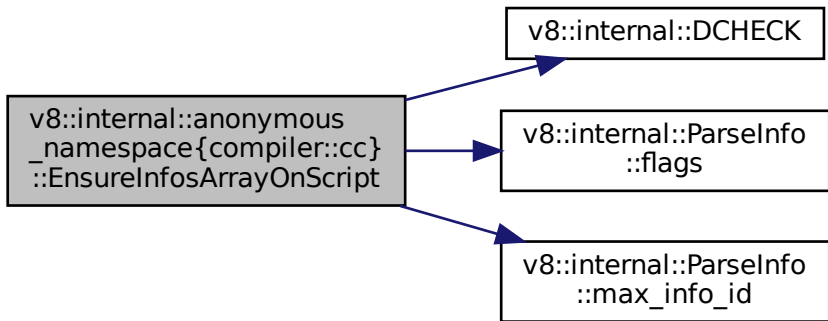 v8::internal::anonymous
_namespace{compiler::cc}
::EnsureInfosArrayOnScript
v8::internal::DCHECK
v8::internal::ParseInfo
::flags
v8::internal::ParseInfo
::max_info_id